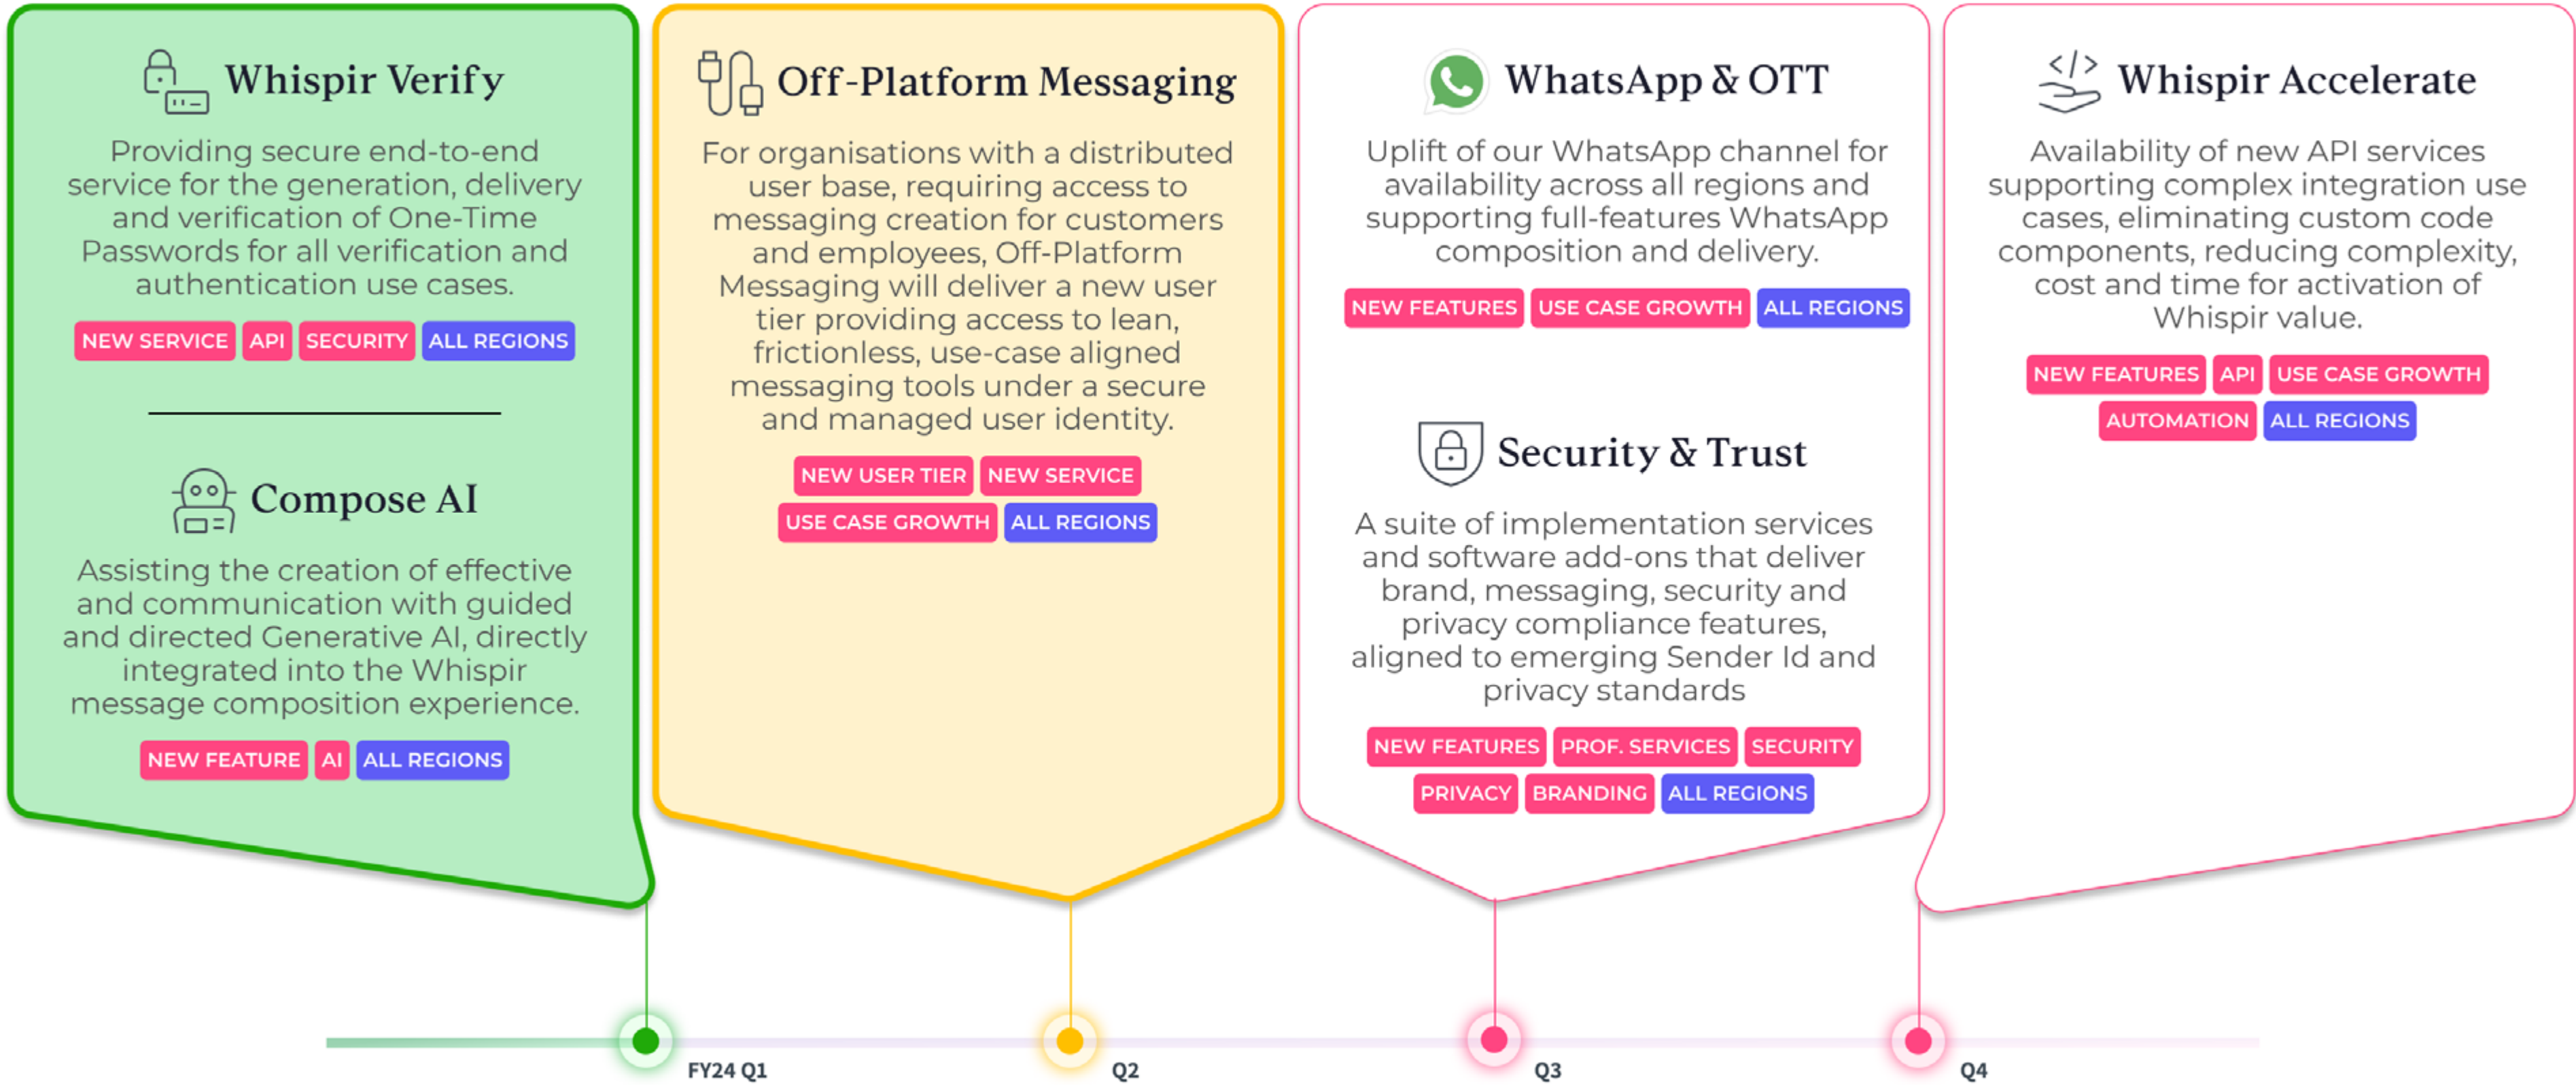 Whispir Verify
Providing secure end-to-end
service for the generation, delivery
and verification of One-Time
Passwords for all verification and
authentication use cases.
NEW SERVICE API SECURITY ALL REGIONS
Compose AI
Assisting the creation of effective
and communication with guided
and directed Generative AI, directly
integrated into the Whispir
message composition experience.
NEW FEATURE AI ALL REGIONS
Off-Platform Messaging
For organisations with a distributed
user base, requiring access to
messaging creation for customers
and employees, Off-Platform
Messaging will deliver a new user
tier providing access to lean,
frictionless, use-case aligned
messaging tools under a secure
and managed user identity.
NEW USER TIER NEW SERVICE
USE CASE GROWTH ALL REGIONS
WhatsApp & OTT
Uplift of our WhatsApp channel for
availability across all regions and
supporting full-features WhatsApp
composition and delivery.
NEW FEATURES USE CASE GROWTH ALL REGIONS
Security & Trust
A suite of implementation services
and software add-ons that deliver
brand, messaging, security and
privacy compliance features,
aligned to emerging Sender Id and
privacy standards
NEW FEATURES PROF. SERVICES SECURITY
PRIVACY BRANDING ALL REGIONS
Whispir Accelerate
Availability of new API services
supporting complex integration use
cases, eliminating custom code
components, reducing complexity,
cost and time for activation of
Whispir value.
NEW FEATURES API USE CASE GROWTH
AUTOMATION ALL REGIONS
FY24 Q1
Q2
Q3
Q4